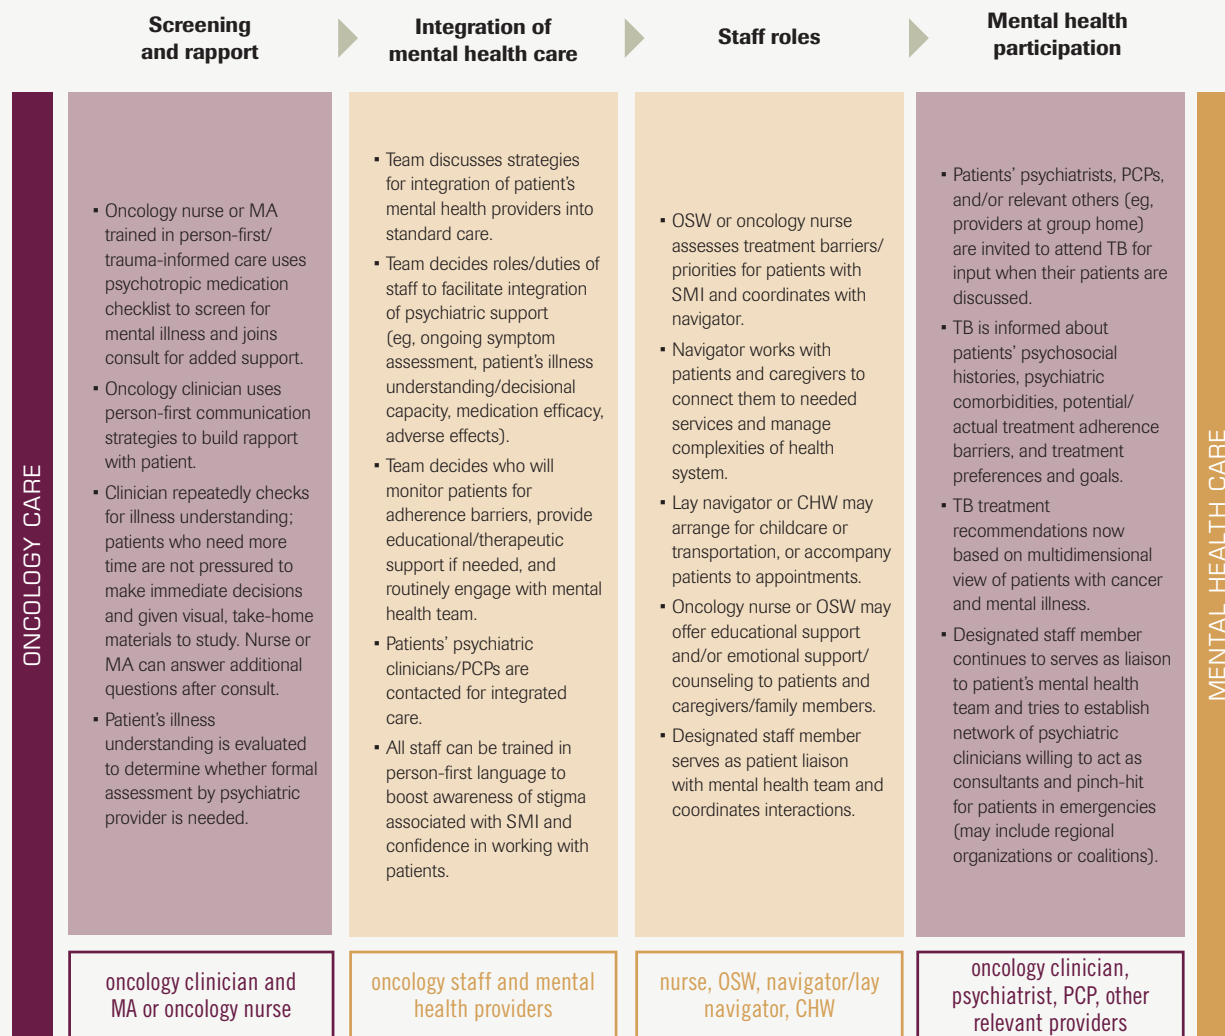 Screening
and rapport
Integration of
mental health care
Staff roles
Mental health
participation
ONCOLOGY CARE
▪ Oncology nurse or MA
trained in person-first/
trauma-informed care uses
psychotropic medication
checklist to screen for
mental illness and joins
consult for added support.
▪ Oncology clinician uses
person-first communication
strategies to build rapport
with patient.
▪ Clinician repeatedly checks
for illness understanding;
patients who need more
time are not pressured to
make immediate decisions
and given visual, take-home
materials to study. Nurse or
MA can answer additional
questions after consult.
▪ Patient’s illness
understanding is evaluated
to determine whether formal
assessment by psychiatric
provider is needed.
▪ Team discusses strategies
for integration of patient’s
mental health providers into
standard care.
▪ Team decides roles/duties of
staff to facilitate integration
of psychiatric support
(eg, ongoing symptom
assessment, patient’s illness
understanding/decisional
capacity, medication efficacy,
adverse effects).
▪ Team decides who will
monitor patients for
adherence barriers, provide
educational/therapeutic
support if needed, and
routinely engage with mental
health team.
▪ Patients’ psychiatric
clinicians/PCPs are
contacted for integrated
care.
▪ All staff can be trained in
person-first language to
boost awareness of stigma
associated with SMI and
confidence in working with
patients.
▪ OSW or oncology nurse
assesses treatment barriers/
priorities for patients with
SMI and coordinates with
navigator.
▪ Navigator works with
patients and caregivers to
connect them to needed
services and manage
complexities of health
system.
▪ Lay navigator or CHW may
arrange for childcare or
transportation, or accompany
patients to appointments.
▪ Oncology nurse or OSW may
offer educational support
and/or emotional support/
counseling to patients and
caregivers/family members.
▪ Designated staff member
serves as patient liaison
with mental health team and
coordinates interactions.
▪ Patients’ psychiatrists, PCPs,
and/or relevant others (eg,
providers at group home)
are invited to attend TB for
input when their patients are
discussed.
▪ TB is informed about
patients’ psychosocial
histories, psychiatric
comorbidities, potential/
actual treatment adherence
barriers, and treatment
preferences and goals.
▪ TB treatment
recommendations now
based on multidimensional
view of patients with cancer
and mental illness.
▪ Designated staff member
continues to serves as liaison
to patient’s mental health
team and tries to establish
network of psychiatric
clinicians willing to act as
consultants and pinch-hit
for patients in emergencies
(may include regional
organizations or coalitions).
MENTAL HEALTH CARE
oncology clinician and
MA or oncology nurse
oncology staff and mental
health providers
nurse, OSW, navigator/lay
navigator, CHW
oncology clinician,
psychiatrist, PCP, other
relevant providers